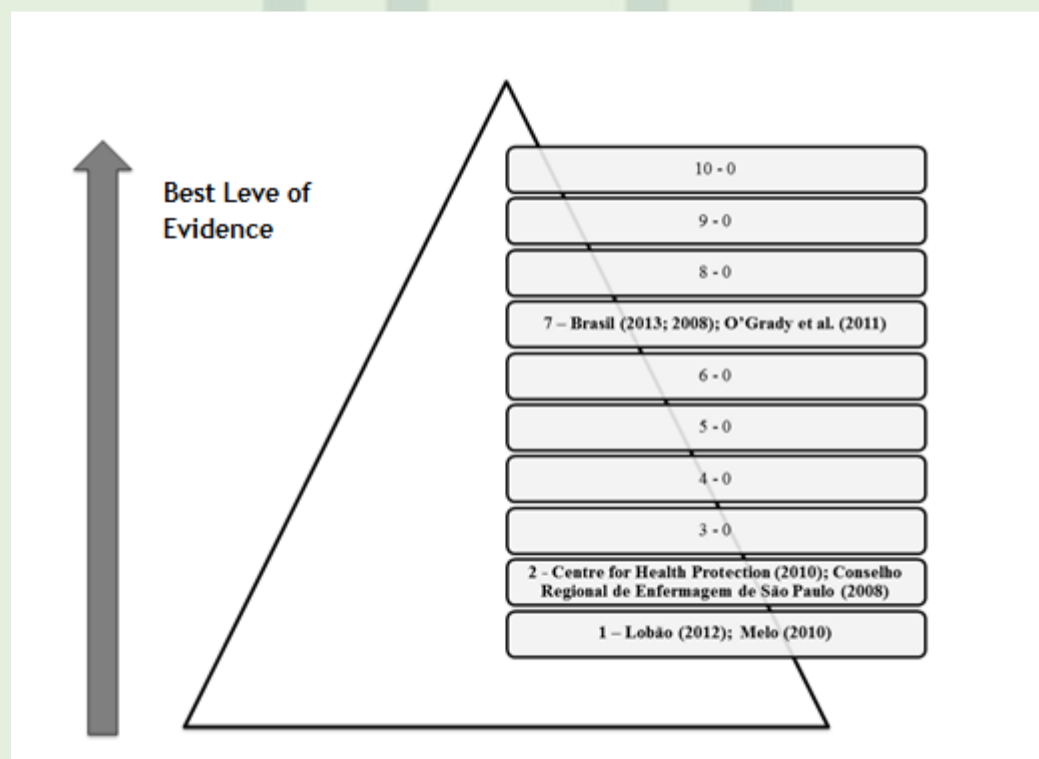 Best Leve of
Evidence
10 - 0
9 - 0
8 - 0
7 – Brasil (2013; 2008); O’Grady et al. (2011)
6 - 0
5 - 0
4 - 0
3 - 0
2 - Centre for Health Protection (2010); Conselho
Regional de Enfermagem de São Paulo (2008)
1 – Lobão (2012);  Melo (2010)